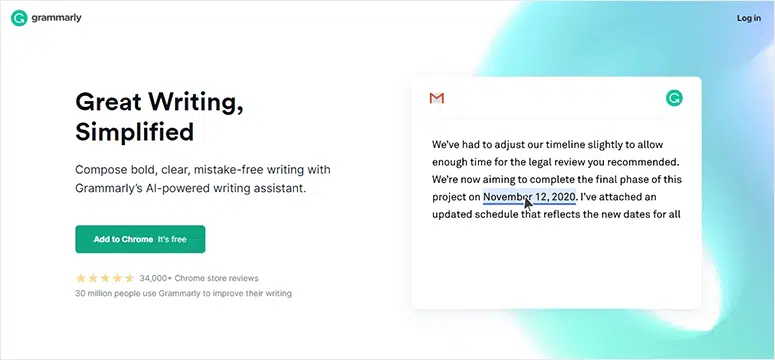 grammarly
Log in
Great Writing,
Simplified
Compose bold, clear, mistake-free writing with
Grammarly's AI-powered writing assistant.
Add to Chrome It's free
34,000+ Chrome store reviews
30 million people use Grammarly to improve their writing
We've had to adjust our timeline slightly to allow
enough time for the legal review you recommended.
We're now aiming to complete the final phase of this
project on November 12, 2020. I've attached an
updated schedule that reflects the new dates for all